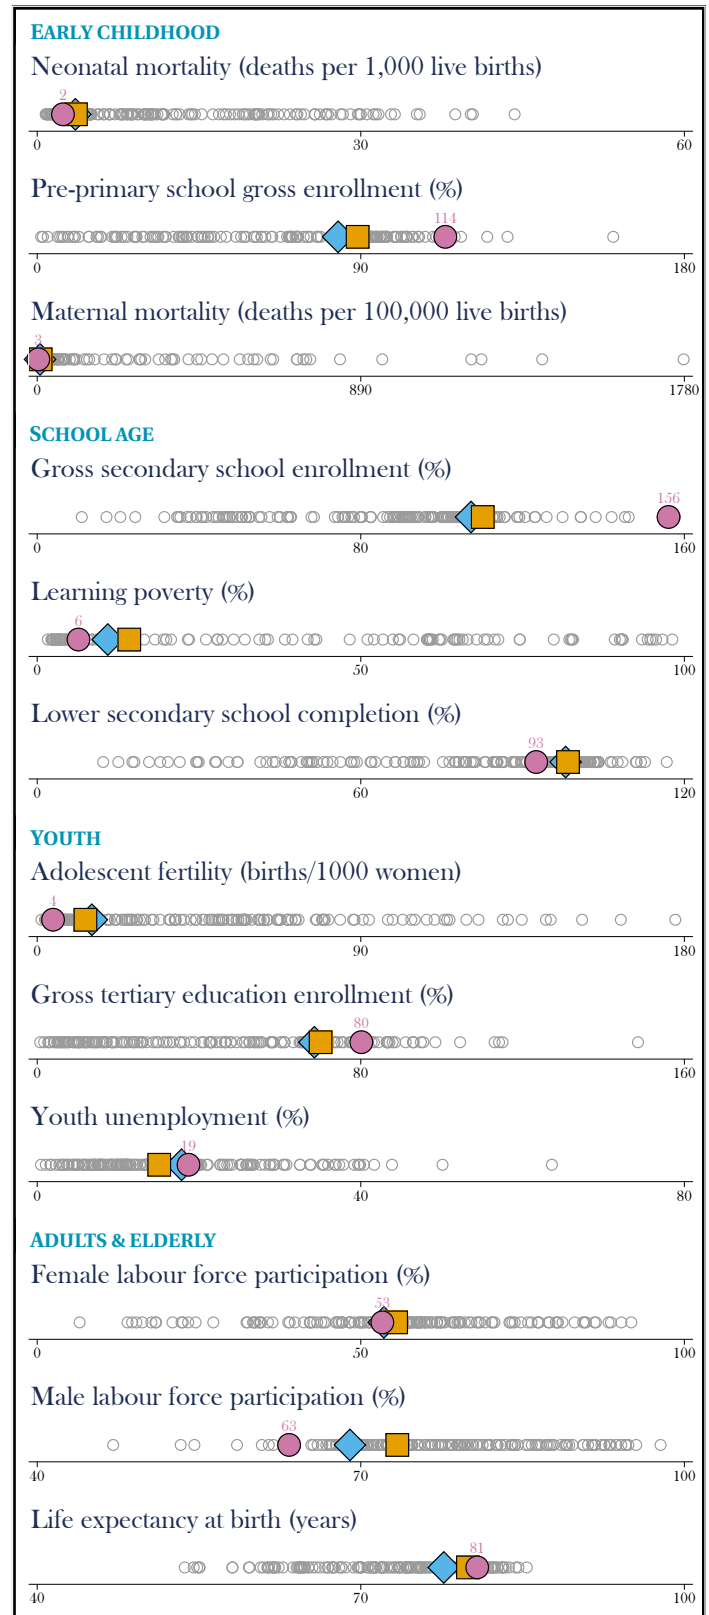 EARLY CHILDHOOD
Neonatal mortality (deaths per 1,000 live births)
2
0 30 60
Pre-primary school gross enrollment (%)
114
0 90 180
Maternal mortality (deaths per 100,000 live births)
3
0 890 1780
SCHOOL AGE
Gross secondary school enrollment (%)
156
0 80 160
Learning poverty (%)
6
0 50 100
Lower secondary school completion (%)
93
0 60 120
YOUTH
Adolescent fertility (births/1000 women)
4
0 90 180
Gross tertiary education enrollment (%)
80
0 80 160
Youth unemployment (%)
19
0 40 80
ADULTS & ELDERLY
Female labour force participation (%)
53
0 50 100
Male labour force participation (%)
63
40 70 100
Life expectancy at birth (years)
81
40 70 100